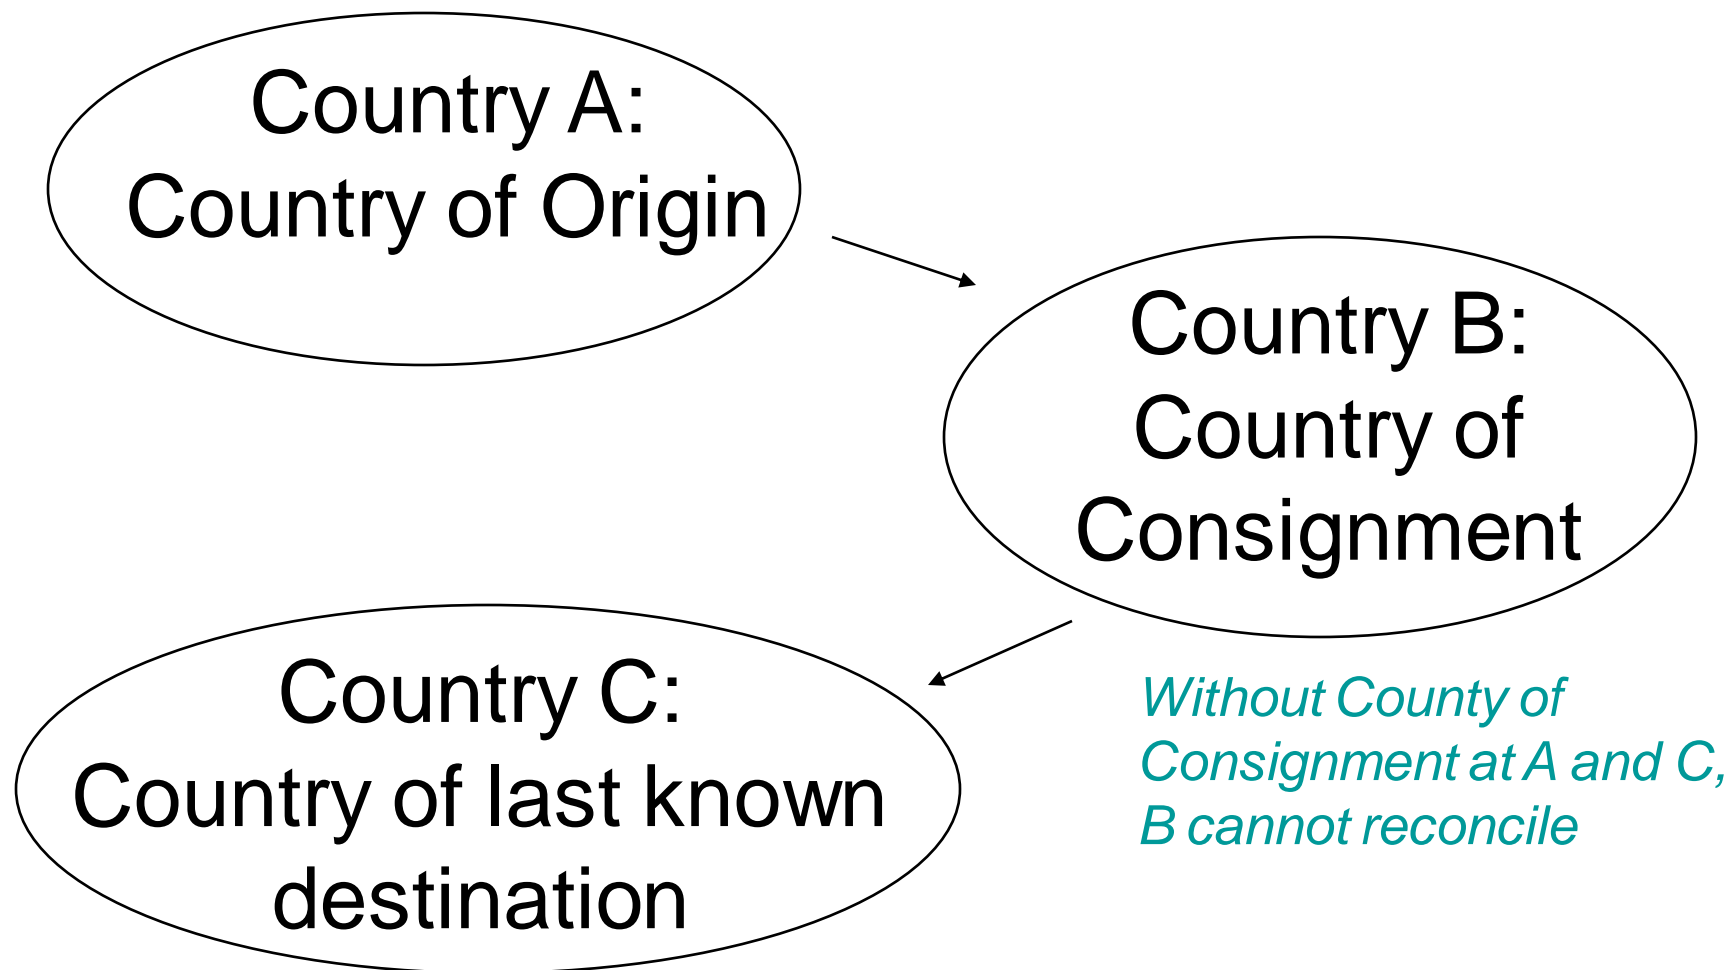 Country A:
Country of Origin
Country B:
Country of
Consignment
Country C:
Country of last known
destination
Without County of
Consignment at A and C,
B cannot reconcile